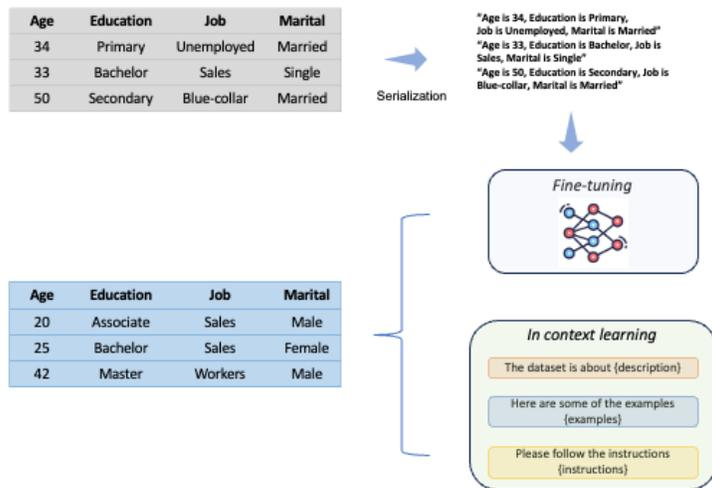 Age Education Job Marital
34 Primary Unemployed Married
33 Bachelor Sales Single
50 Secondary Blue-collar Married
Serialization
"Age is 34, Education is Primary,
Job is Unemployed, Marital is Married"
"Age is 33, Education is Bachelor, Job is
Sales, Marital is Single"
"Age is 50, Education is Secondary, Job is
Blue-collar, Marital is Married"
Fine-tuning
Age Education Job Marital
20 Associate Sales Male
25 Bachelor Sales Female
42 Master Workers Male
In context learning
The dataset is about {description}
Here are some of the examples
{examples}
Please follow the instructions
{instructions}